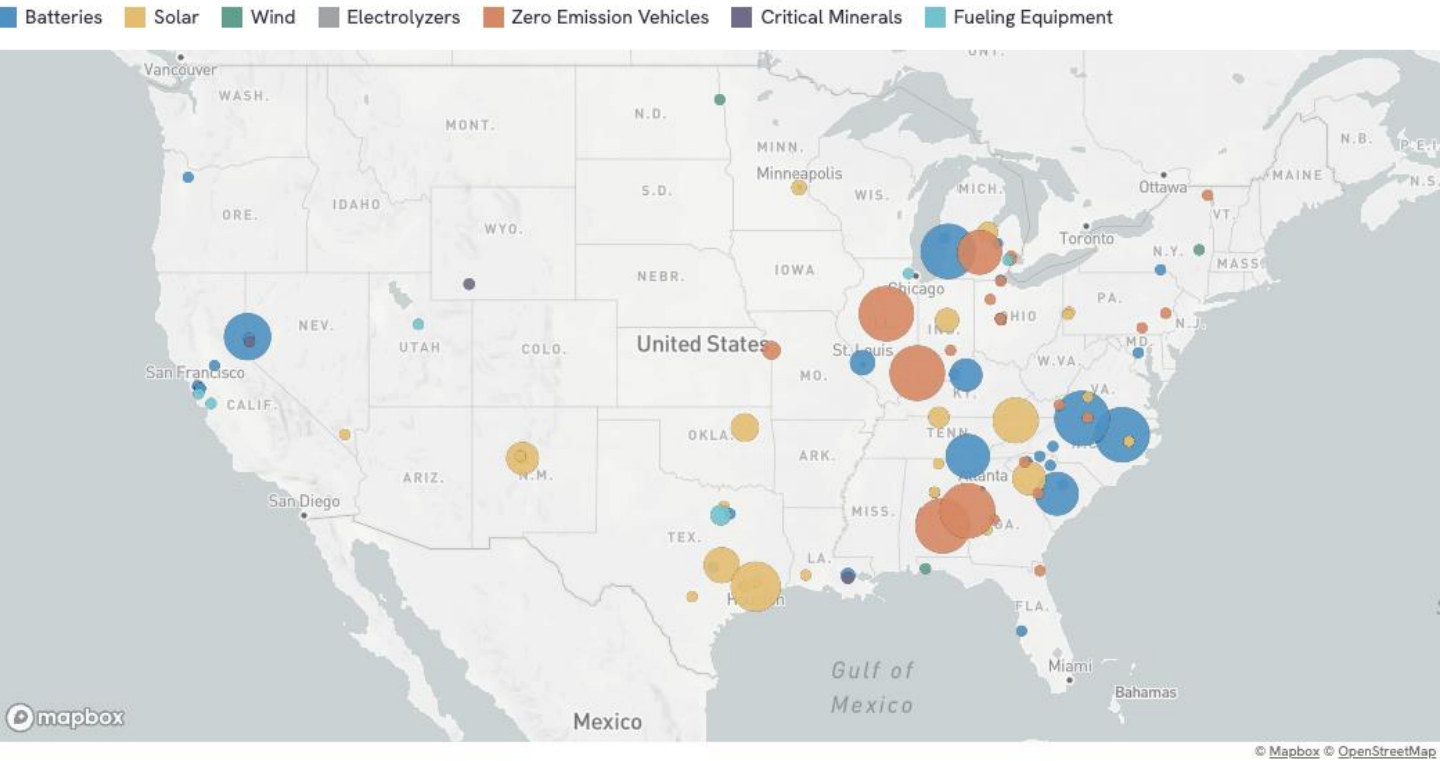 Batteries Solar Wind Electrolyzers Zero Emission Vehicles Critical Minerals Fueling Equipment
ONT.
Vancouver
WASH.
MONT.
N.D.
MINN.
N.B.
P.E.I.
Minneapolis
Ottawa
MAINE
N.S.
S.D.
WIS.
MICH.
VT.
ORE.
IDAHO
WYO.
Toronto
N.Y.
MASS.
NEBR.
IOWA
Chicago
PA.
NEV.
UTAH
COLO.
United States
St. Louis
IND.
OHIO
N.J.
MD.
San Francisco
CALIF.
MO.
KY.
W.VA.
VA.
OKLA.
ARK.
TENN.
N.C.
ARIZ.
N.M.
Atlanta
San Diego
TEX.
MISS.
GA.
LA.
Houston
FLA.
Gulf of
Mexico
Miami
Bahamas
mapbox
Mexico
© Mapbox © OpenStreetMap